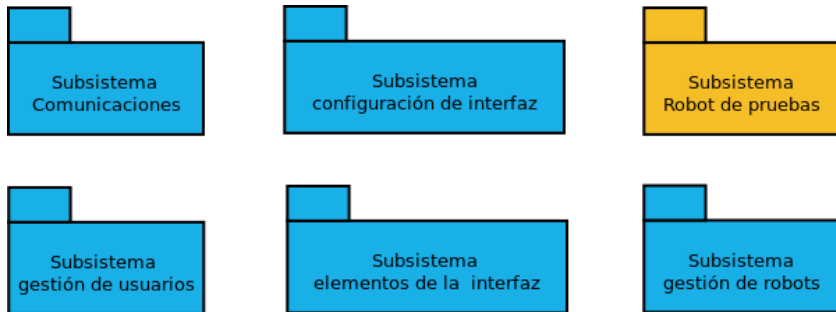 Subsistema
Comunicaciones
Subsistema
configuración de interfaz
Subsistema
Robot de pruebas
Subsistema
gestión de usuarios
Subsistema
elementos de la  interfaz
Subsistema
gestión de robots